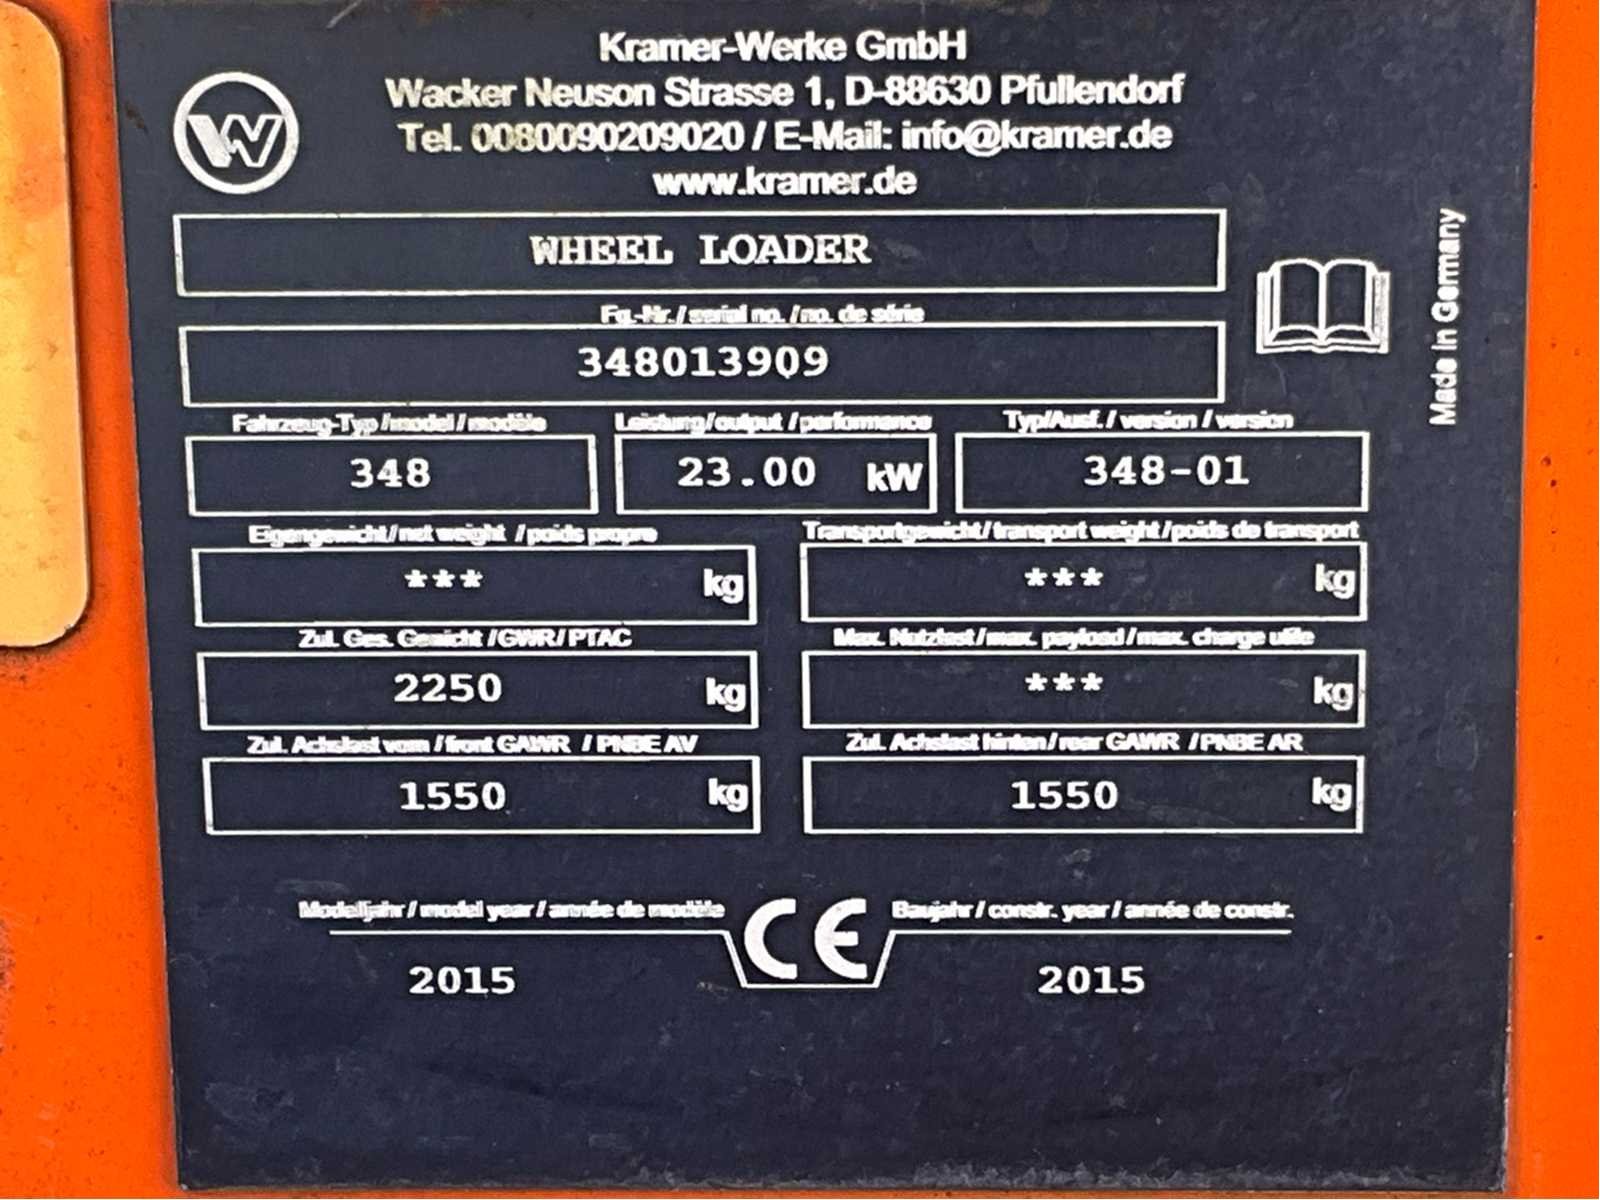 Kramer-Werke GmbH
Wacker Neuson Strasse 1, D-88630 Pfullendorf
Tel. 0080090209020 / E-Mail: info@kramer.de
www.kramer.de
WHEEL LOADER
Fg.-Nr. / serial no. / no. de série
348013909
Made in Germany
Fahrzeug-Typ / model / modèle Leistung / output / performance Typ/Ausf. / version / version
348 23.00 kW 348-01
Eigengewicht / net weight / poids propre Transportgewicht / transport weight / poids de transport
*** kg *** kg
Zul. Ges. Gewicht / GWR / PTAC Max. Nutzlast / max. payload / max. charge utile
2250 kg *** kg
Zul. Achslast vorn / front GAWR / PNBE AV Zul. Achslast hinten / rear GAWR / PNBE AR
1550 kg 1550 kg
Modelljahr / model year / année de modèle CE Baujahr / constr. year / année de constr.
2015 2015